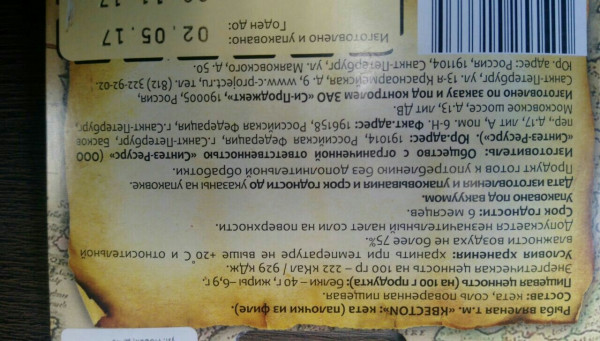 Рыба вяленая т.м. «КВЕСТОН»: кета (палочки из филе).
Состав: кета, соль поваренная пищевая.
Пищевая ценность (на 100 г продукта): белки – 40 г, жиры –6,9 г,
Энергетическая ценность на 100 гр – 222 кКал / 929 кДж.
Условия хранения: хранить при температуре не выше +20°С и относительной
влажности воздуха не более 75%.
Допускается незначительный налет соли на поверхности.
Срок годности: 6 месяцев.
Упаковано под вакуумом.
Дата изготовления и упаковывания и срок годности до указаны на упаковке.
Продукт готов к употреблению без дополнительной обработки.
Изготовитель: Общество с ограниченной ответственностью «Синтез-Ресурс» (ООО
«Синтез-Ресурс»). Юр.адрес: 191014, Российская Федерация, г.Санкт-Петербург, Басков
пер, д.17, лит А, пом. 6-Н. Факт.адрес: 196158, Российская Федерация, г.Санкт-Петербург,
Московское шоссе, д.13, лит ДВ.
Изготовлено по заказу и под контролем ЗАО «Си-Проджект», 190005, Россия,
Санкт-Петербург, ул. 13-я Красноармейская, д. 9, www.c-project.ru, тел. (812) 322-92-02.
Юр. адрес: Россия, 191104, Санкт-Петербург, ул. Маяковского, д. 50.
Изготовлено и упаковано: 02.05.17
Годен до: